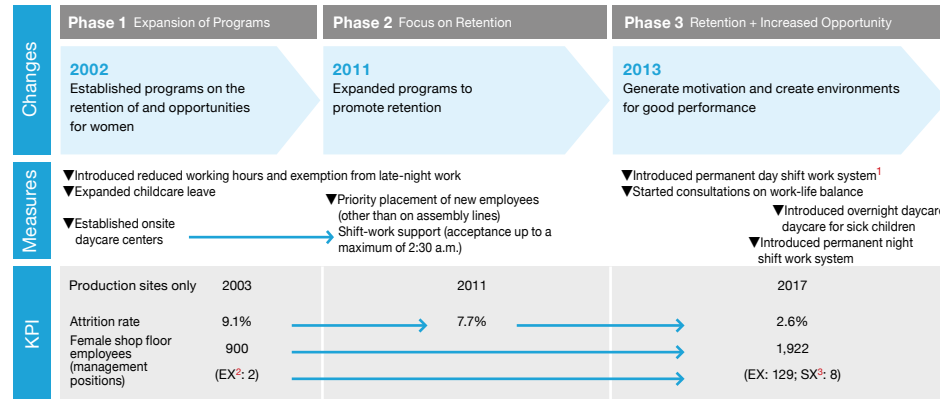 Changes
Phase 1 Expansion of Programs
Phase 2 Focus on Retention
Phase 3 Retention + Increased Opportunity
2002
Established programs on the
retention of and opportunities
for women
2011
Expanded programs to
promote retention
2013
Generate motivation and create environments
for good performance
Measures
▼Introduced reduced working hours and exemption from late-night work
▼Expanded childcare leave
▼Established onsite
daycare centers
▼Priority placement of new employees
(other than on assembly lines)
Shift-work support (acceptance up to a
maximum of 2:30 a.m.)
▼Introduced permanent day shift work system1
▼Started consultations on work-life balance
▼Introduced overnight daycare
daycare for sick children
▼Introduced permanent night
shift work system
KPI
Production sites only 2003 2011 2017
Attrition rate 9.1% 7.7% 2.6%
Female shop floor
employees 900 1,922
(management
positions) (EX2: 2) (EX: 129; SX3: 8)